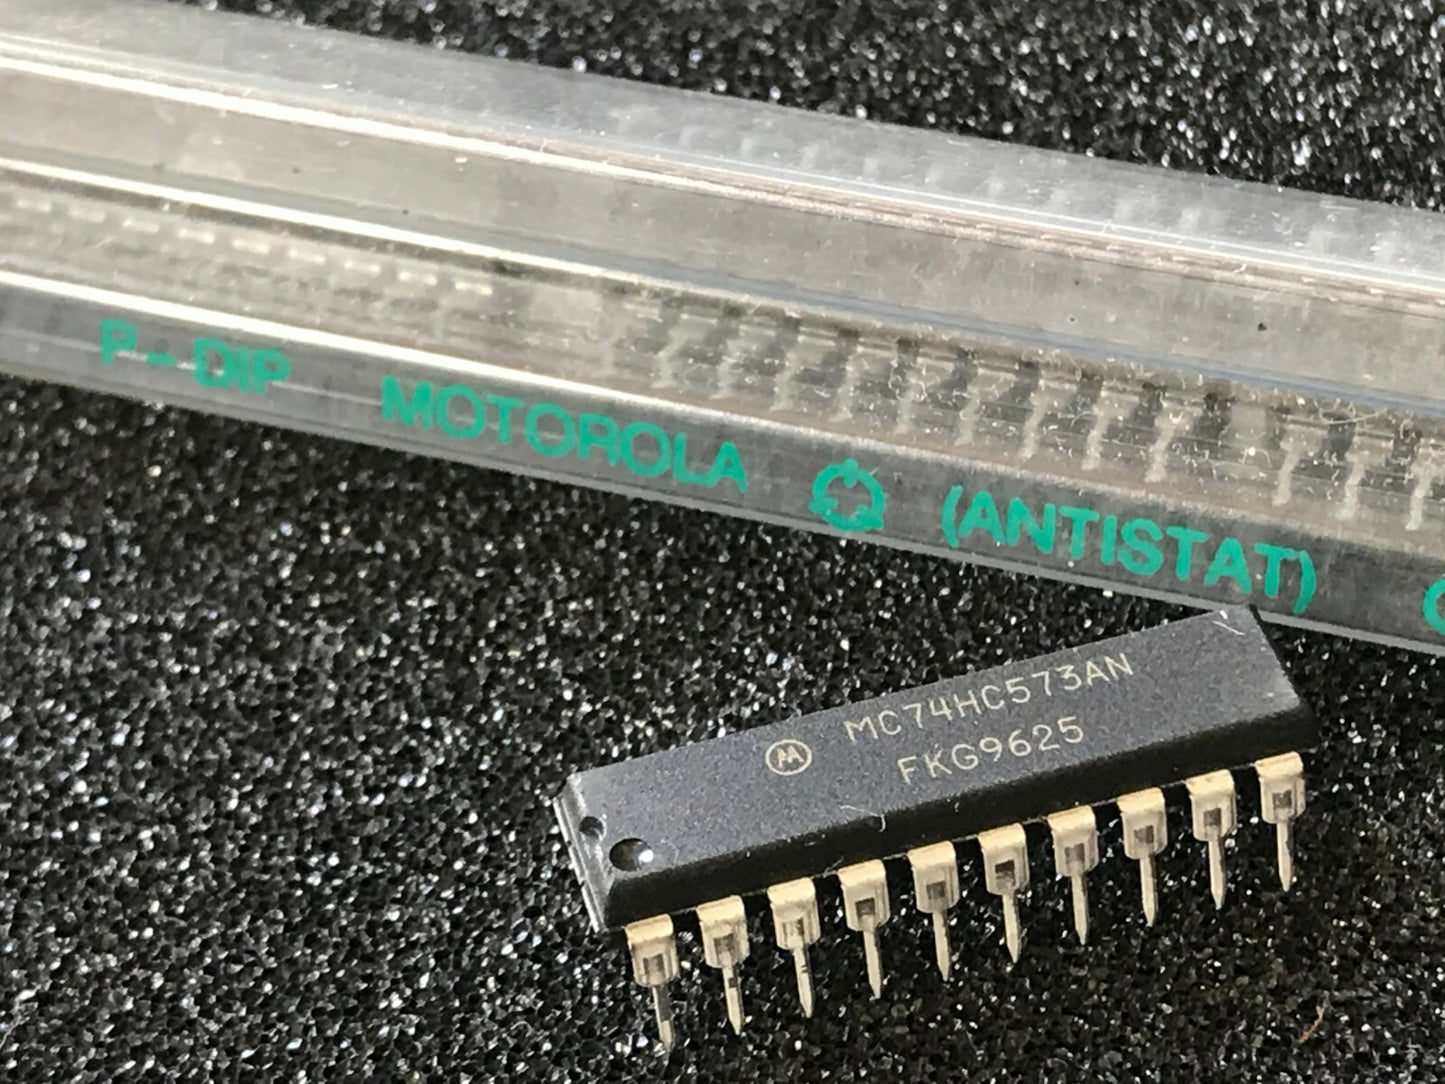 P-DIP MOTOROLA (ANTISTAT)
MC74HC573AN
FKG9625